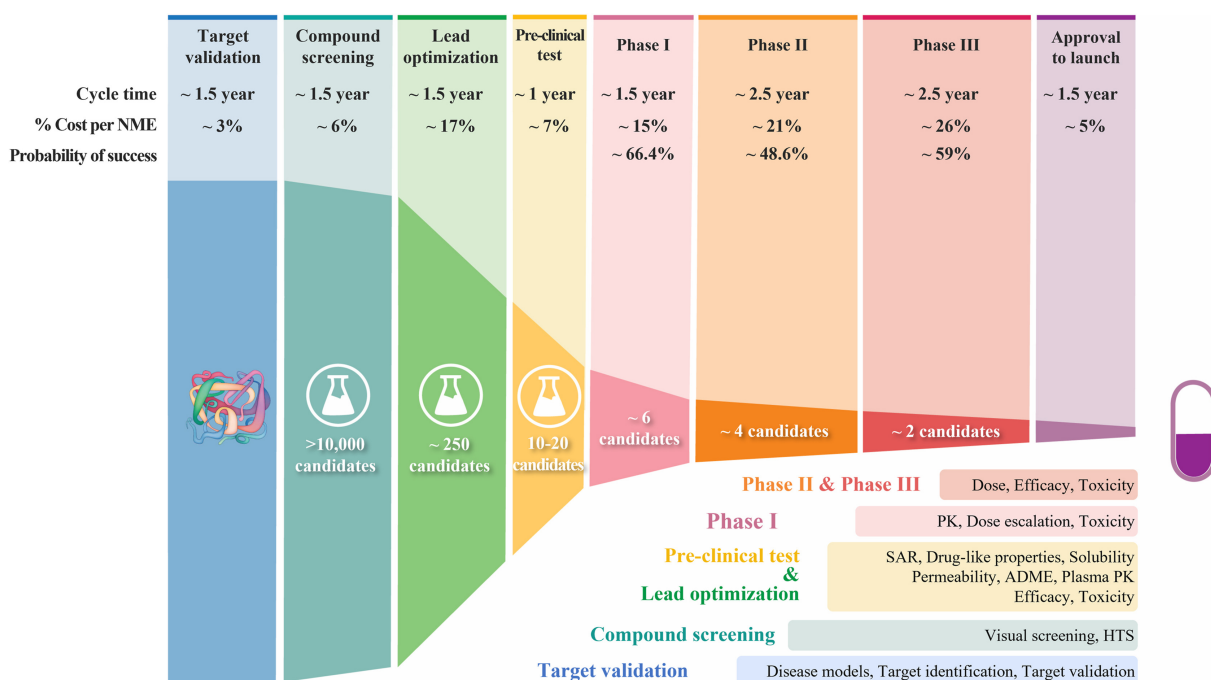 Target validation
Compound screening
Lead optimization
Pre-clinical test
Phase I
Phase II
Phase III
Approval to launch
Cycle time ~ 1.5 year ~ 1.5 year ~ 1.5 year ~ 1 year ~ 1.5 year ~ 2.5 year ~ 2.5 year ~ 1.5 year
% Cost per NME ~ 3% ~ 6% ~ 17% ~ 7% ~ 15% ~ 21% ~ 26% ~ 5%
Probability of success ~ 66.4% ~ 48.6% ~ 59%
>10,000
candidates
~ 250
candidates
10-20
candidates
~ 6
candidates
~ 4 candidates
~ 2 candidates
Phase II & Phase III Dose, Efficacy, Toxicity
Phase I PK, Dose escalation, Toxicity
Pre-clinical test
&
Lead optimization
SAR, Drug-like properties, Solubility
Permeability, ADME, Plasma PK
Efficacy, Toxicity
Compound screening Visual screening, HTS
Target validation Disease models, Target identification, Target validation